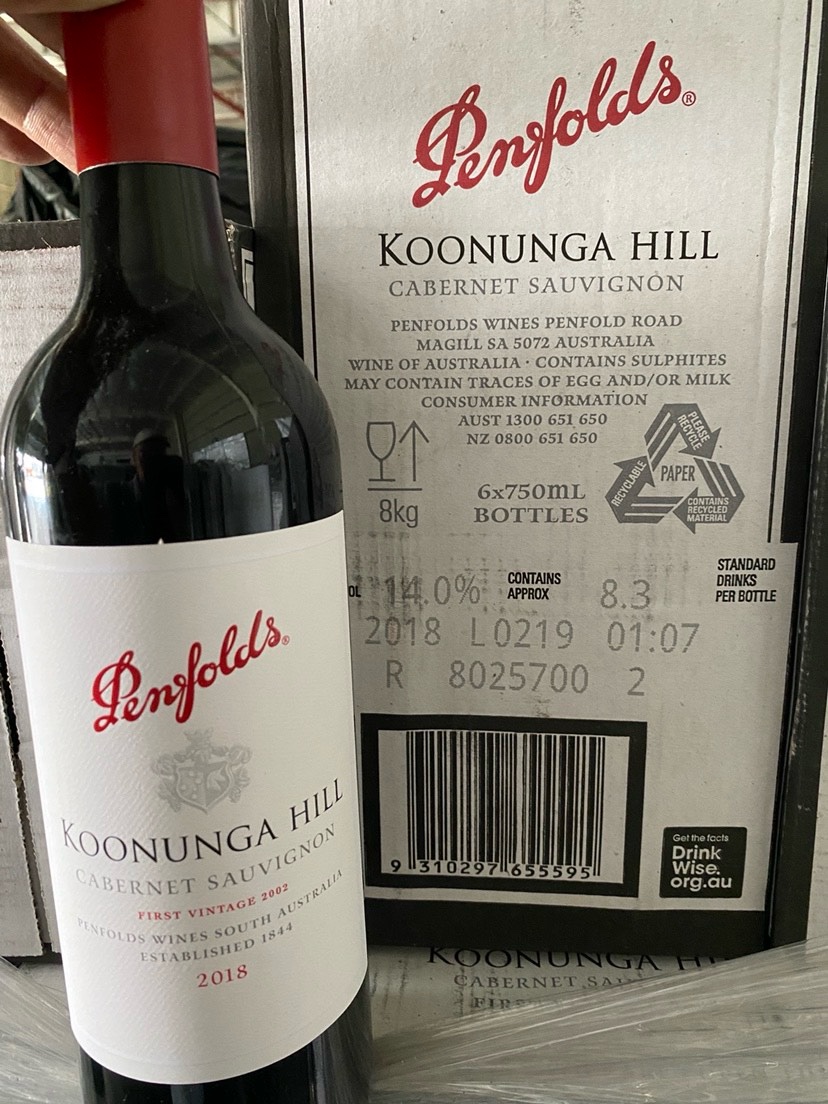 Penfolds®
KOONUNGA HILL
CABERNET SAUVIGNON
PENFOLDS WINES PENFOLD ROAD
MAGILL SA 5072 AUSTRALIA
WINE OF AUSTRALIA · CONTAINS SULPHITES
MAY CONTAIN TRACES OF EGG AND/OR MILK
CONSUMER INFORMATION
AUST 1300 651 650
NZ 0800 651 650
8kg
6x750mL
BOTTLES
PLEASE RECYCLE
RECYCLABLE
PAPER
CONTAINS
RECYCLED
MATERIAL
14.0%
CONTAINS
APPROX
8.3
STANDARD
DRINKS
PER BOTTLE
2018 L0219 01:07
R 8025700 2
9 310297 655595
Get the facts
Drink
Wise.
org.au
KOONUNGA
CABERNET
Penfolds®
KOONUNGA HILL
CABERNET SAUVIGNON
FIRST VINTAGE 2002
PENFOLDS WINES SOUTH AUSTRALIA
ESTABLISHED 1844
2018